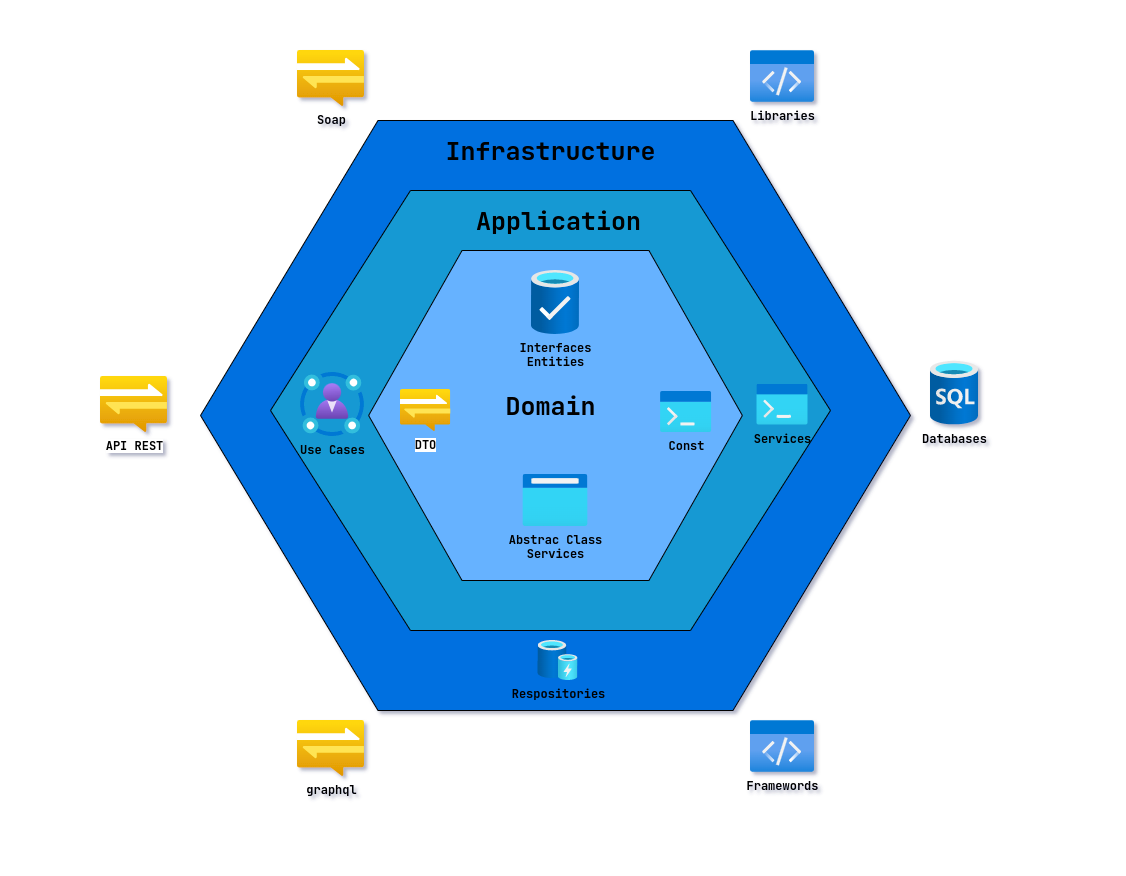 Soap
Libraries
Infrastructure
Application
Interfaces
Entities
Domain
API REST
Use Cases
DTO
Const
Services
Databases
Abstrac Class
Services
Respositories
graphql
Framewords